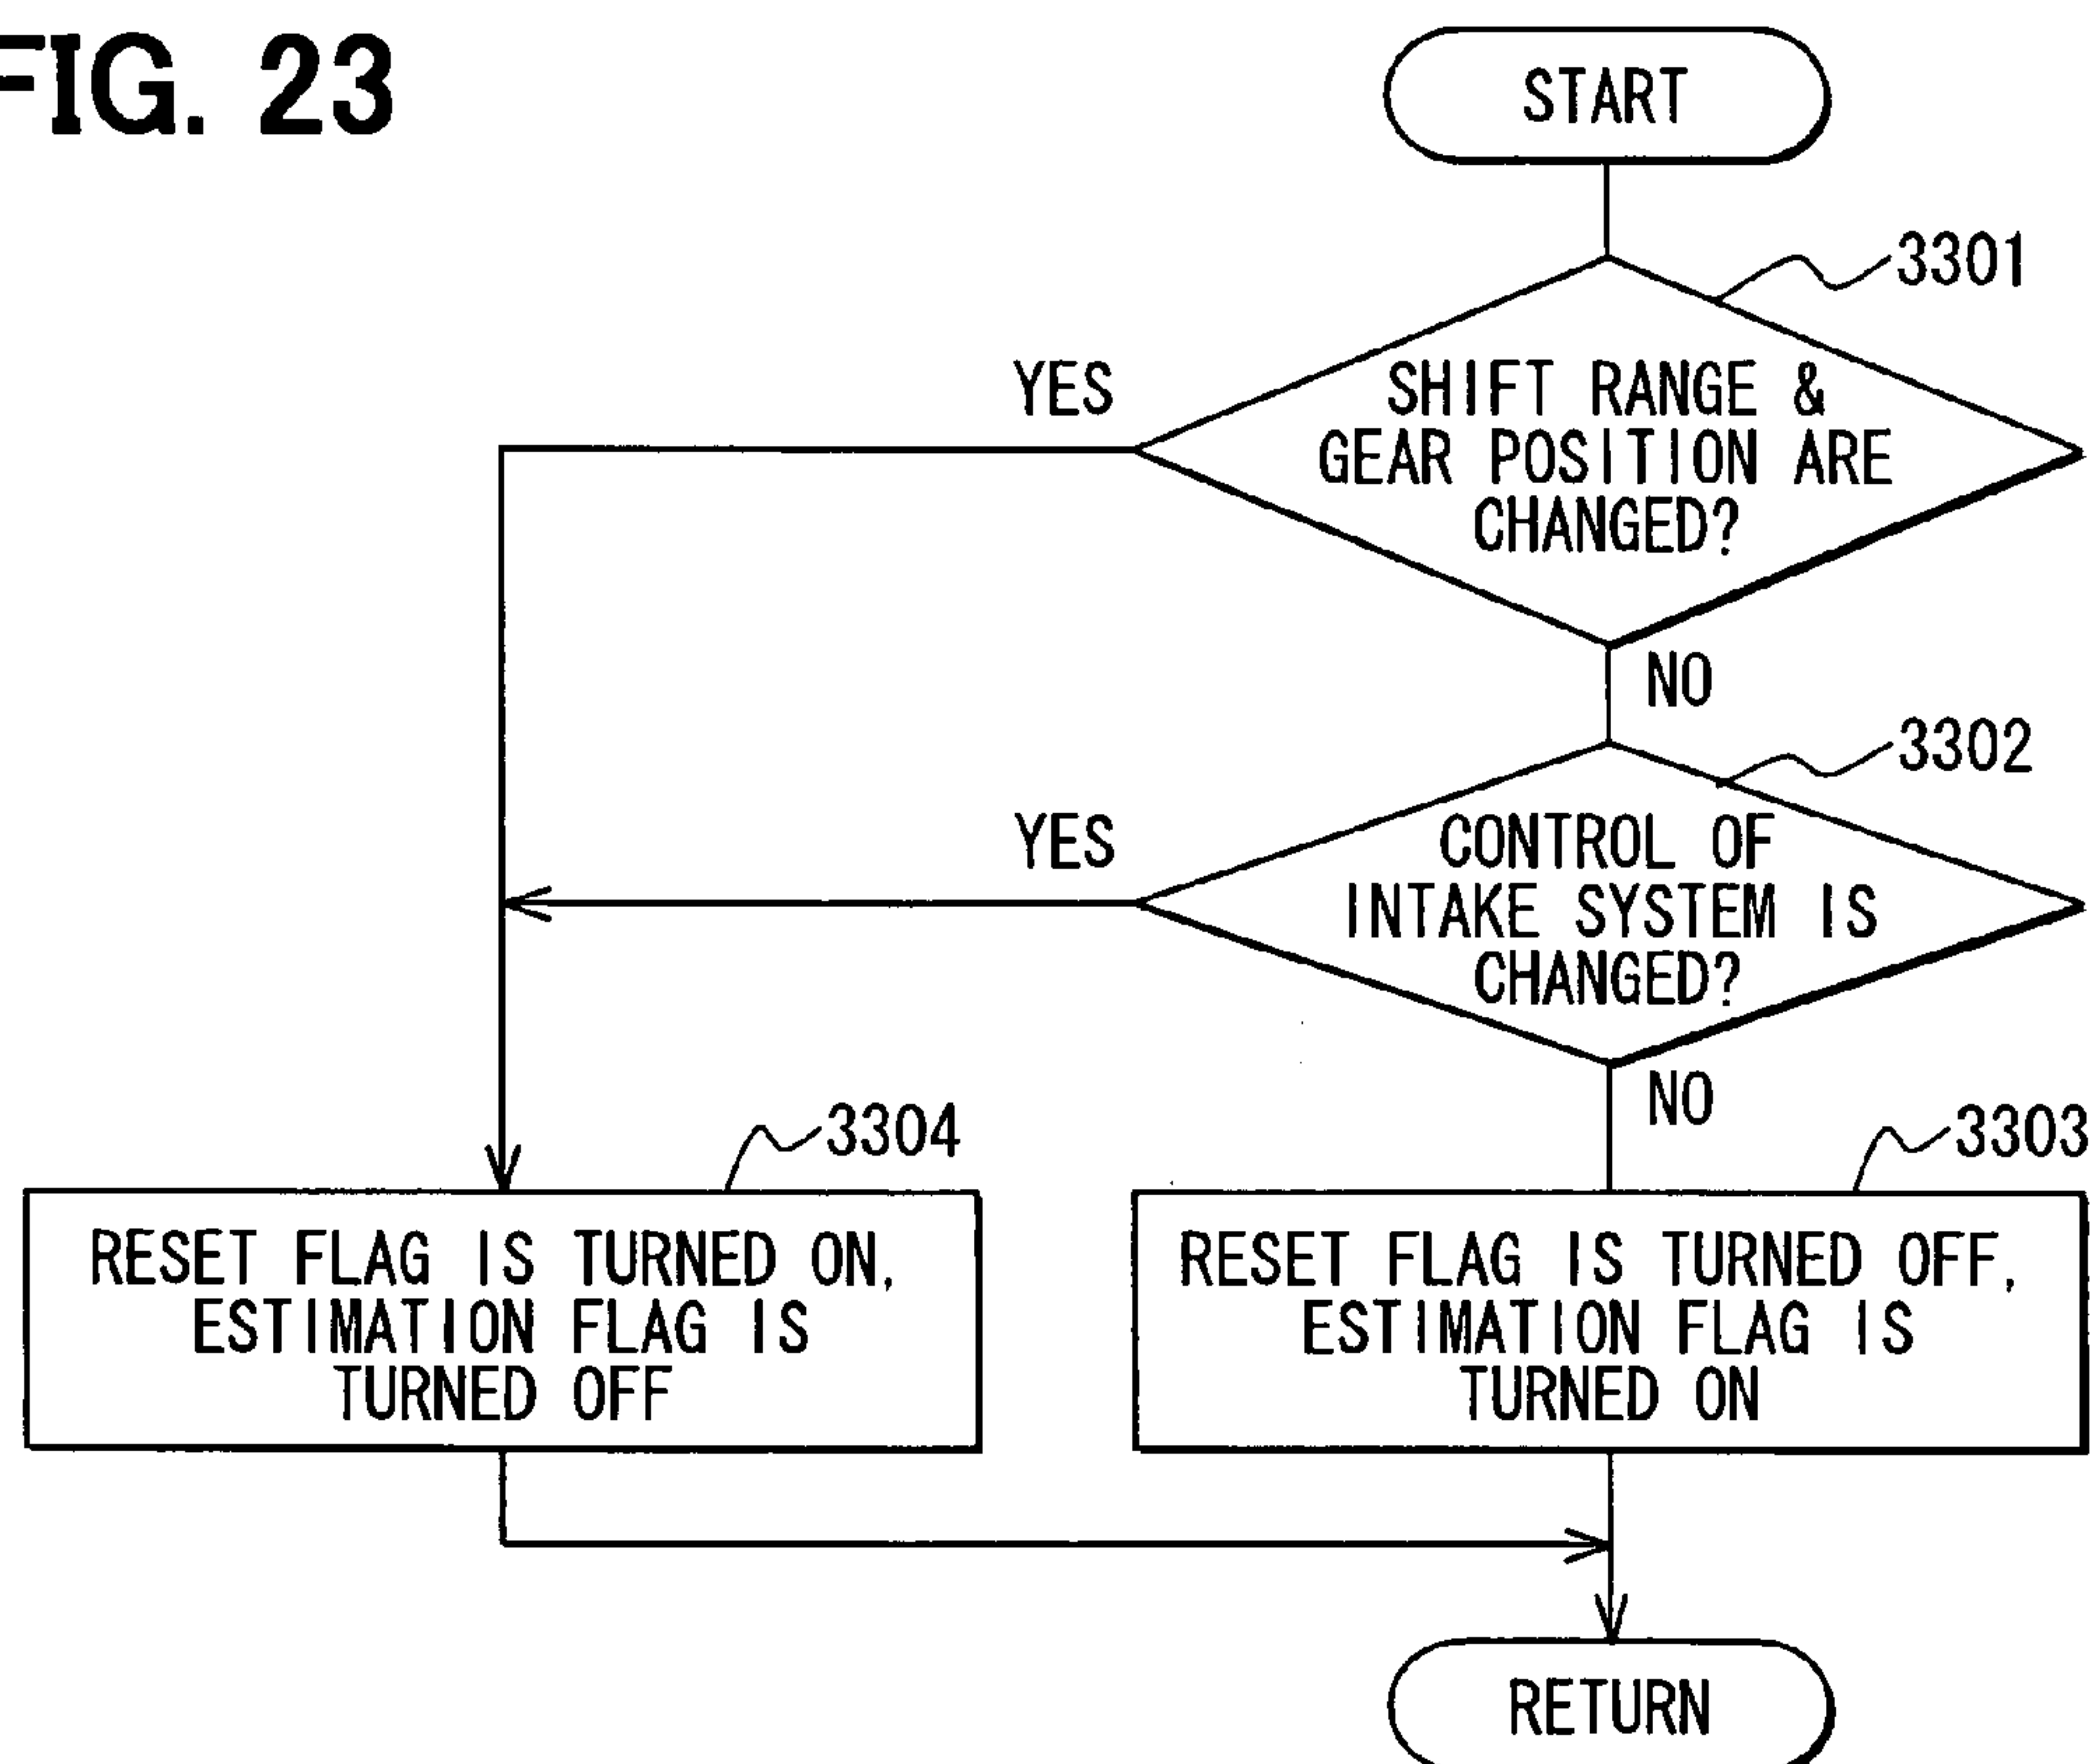 FIG. 23
START
3301
SHIFT RANGE &
GEAR POSITION ARE
CHANGED?
YES
NO
3302
CONTROL OF
INTAKE SYSTEM IS
CHANGED?
YES
NO
3304
RESET FLAG IS TURNED ON,
ESTIMATION FLAG IS
TURNED OFF
3303
RESET FLAG IS TURNED OFF,
ESTIMATION FLAG IS
TURNED ON
RETURN